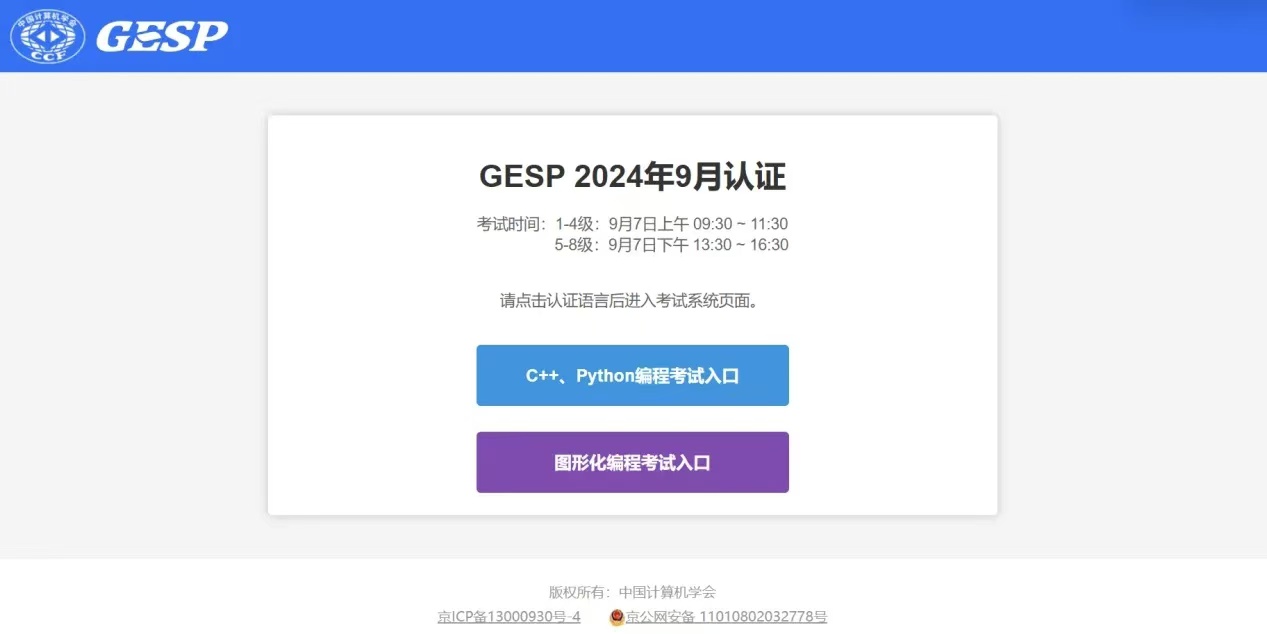 中国计算机学会
CCF
GESP
GESP 2024年9月认证
考试时间：1-4级：9月7日上午 09:30 ~ 11:30
5-8级：9月7日下午 13:30 ~ 16:30
请点击认证语言后进入考试系统页面。
C++、Python编程考试入口
图形化编程考试入口
版权所有：中国计算机学会
京ICP备13000930号-4 京公网安备 11010802032778号